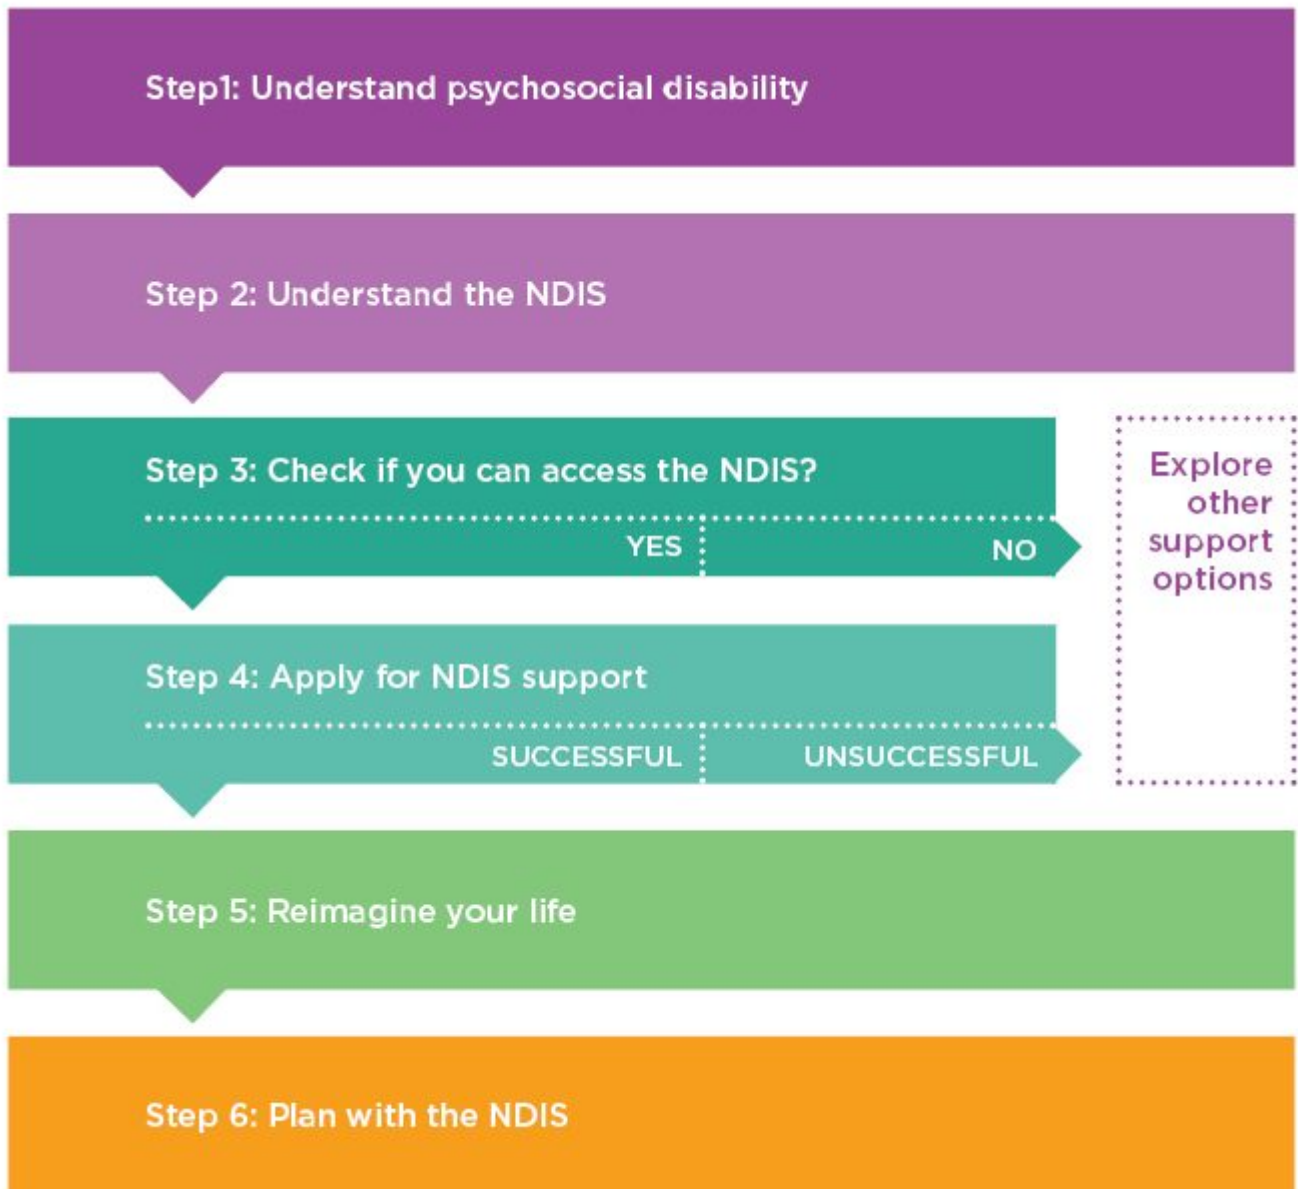 Step1: Understand psychosocial disability
Step 2: Understand the NDIS
Step 3: Check if you can access the NDIS?
YES
NO
Explore
other
support
options
Step 4: Apply for NDIS support
SUCCESSFUL
UNSUCCESSFUL
Step 5: Reimagine your life
Step 6: Plan with the NDIS